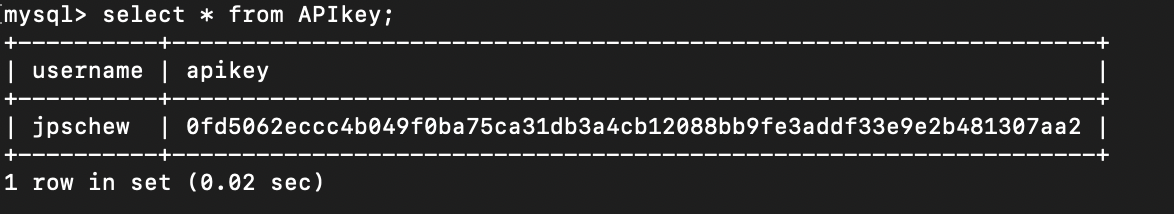 [mysql> select * from APIkey;
+----------+------------------------------------------------------------------+
| username | apikey                                                           |
+----------+------------------------------------------------------------------+
| jpschew  | 0fd5062eccc4b049f0ba75ca31db3a4cb12088bb9fe3addf33e9e2b481307aa2 |
+----------+------------------------------------------------------------------+
1 row in set (0.02 sec)